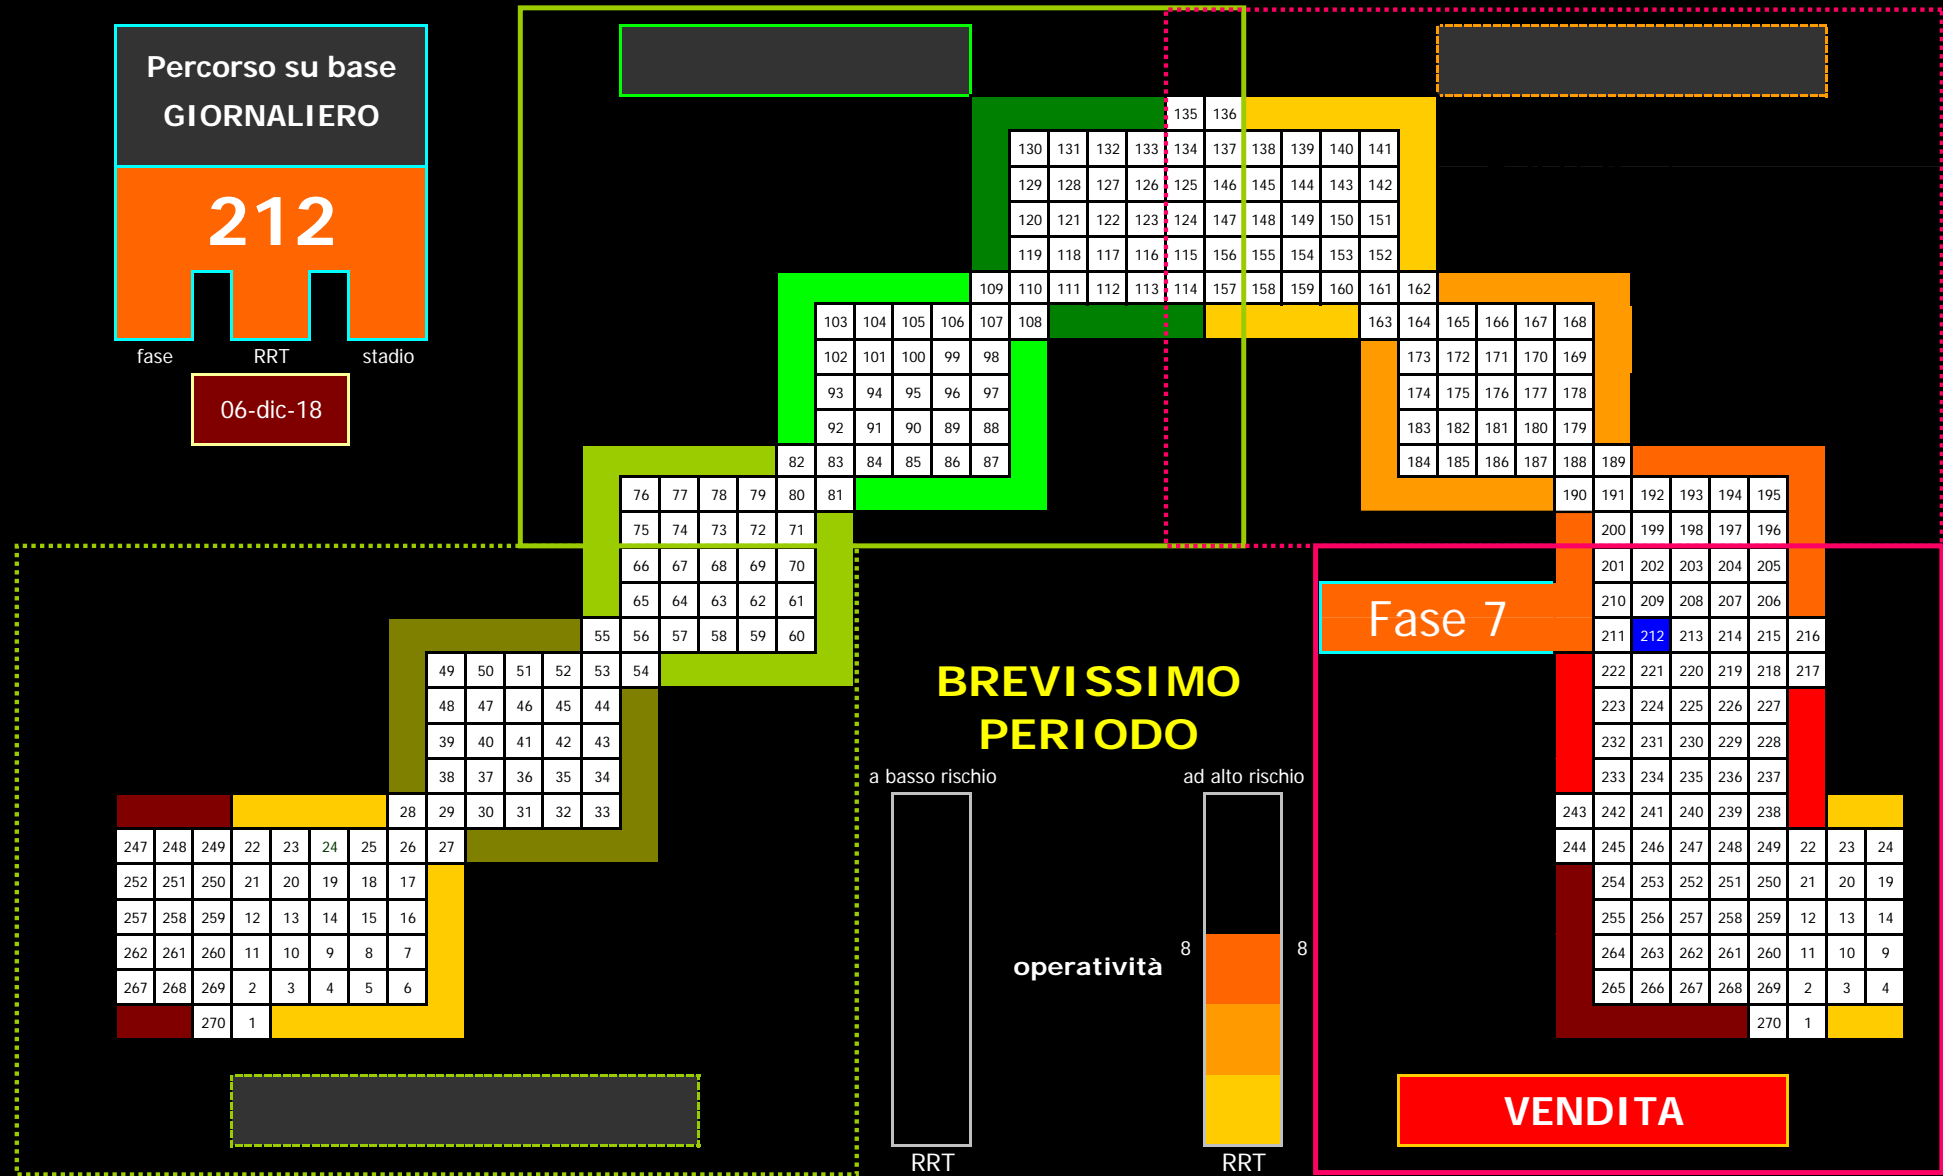 Percorso su base
GIORNALIERO
212
fase RRT stadio
06-dic-18
135 136
130 131 132 133 134 137 138 139 140 141
129 128 127 126 125 146 145 144 143 142
120 121 122 123 124 147 148 149 150 151
119 118 117 116 115 156 155 154 153 152
109 110 111 112 113 114 157 158 159 160 161 162
103 104 105 106 107 108 163 164 165 166 167 168
102 101 100 99 98 173 172 171 170 169
93 94 95 96 97 174 175 176 177 178
92 91 90 89 88 183 182 181 180 179
82 83 84 85 86 87 184 185 186 187 188 189
76 77 78 79 80 81 190 191 192 193 194 195
75 74 73 72 71 200 199 198 197 196
66 67 68 69 70 201 202 203 204 205
65 64 63 62 61 210 209 208 207 206
Fase 7
55 56 57 58 59 60 211 212 213 214 215 216
49 50 51 52 53 54 222 221 220 219 218 217
BREVISSIMO
PERIODO
48 47 46 45 44 223 224 225 226 227
39 40 41 42 43 232 231 230 229 228
a basso rischio ad alto rischio
38 37 36 35 34 233 234 235 236 237
28 29 30 31 32 33 243 242 241 240 239 238
247 248 249 22 23 24 25 26 27 244 245 246 247 248 249 22 23 24
252 251 250 21 20 19 18 17 254 253 252 251 250 21 20 19
257 258 259 12 13 14 15 16 255 256 257 258 259 12 13 14
262 261 260 11 10 9 8 7 8 8 264 263 262 261 260 11 10 9
operatività
267 268 269 2 3 4 5 6 265 266 267 268 269 2 3 4
270 1 270 1
VENDITA
RRT RRT